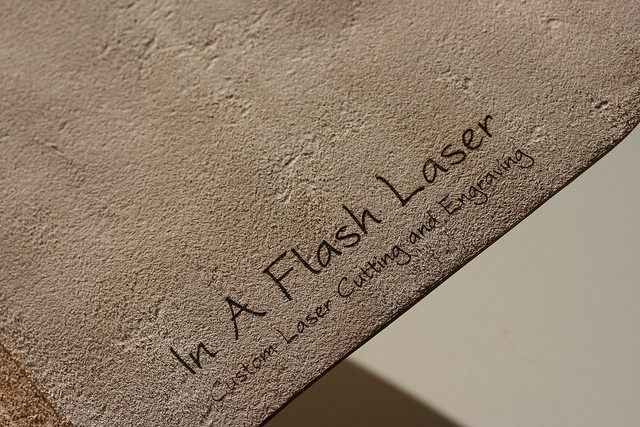 In A Flash Laser
Custom Laser Cutting and Engraving